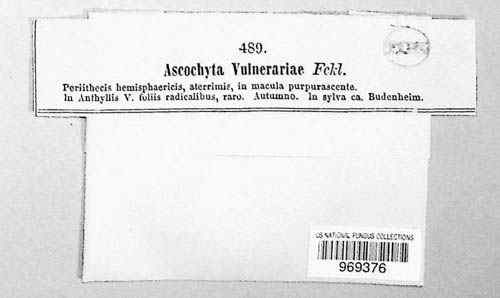 489.
Ascochyta Vulnerariae Fckl.
Perithecis hemisphaericis, aterrimis, in macula purpurascente.
In Anthyllis V. foliis radicalibus, raro. Autumno. In sylva ca. Budenheim.
US NATIONAL FUNGUS COLLECTIONS
969376